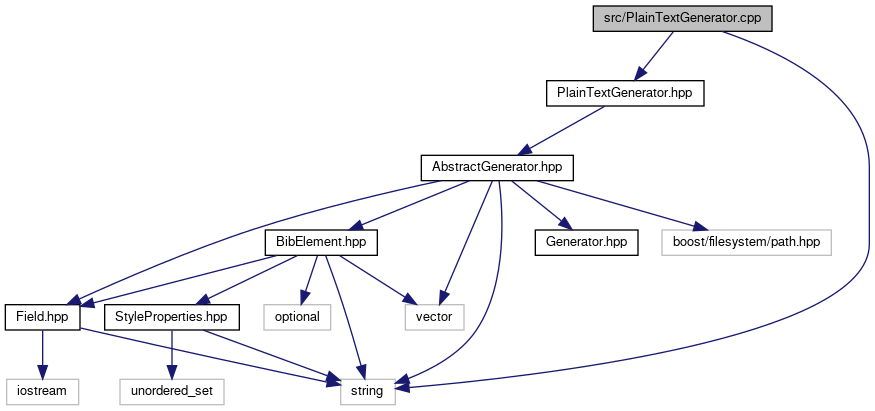 src/PlainTextGenerator.cpp
PlainTextGenerator.hpp
AbstractGenerator.hpp
BibElement.hpp
Generator.hpp
boost/filesystem/path.hpp
Field.hpp
StyleProperties.hpp
optional
vector
iostream
unordered_set
string